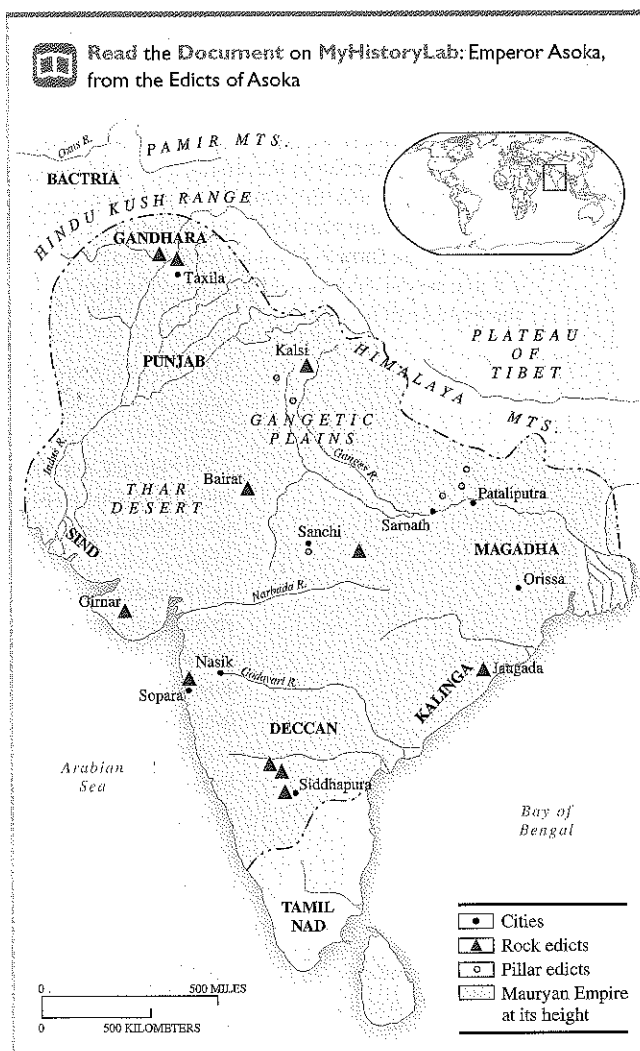 Read the Document on MyHistoryLab: Emperor Asoka,
from the Edicts of Asoka
Oxus R.
PAMIR MTS.
BACTRIA
HINDU KUSH RANGE
GANDHARA
Taxila
PLATEAU
OF
TIBET
PUNJAB
Kalsi
HIMALAYA
MTS.
GANGETIC
PLAINS
Indus R.
Ganges R.
THAR
DESERT
Bairat
Pataliputra
Sarnath
Sanchi
MAGADHA
SIND
Orissa
Narbada R.
Girnar
Nasik
Godavari R.
Jaugada
KALINGA
Sopara
DECCAN
Arabian
Sea
Siddhapura
Bay of
Bengal
TAMIL
NAD
Cities
Rock edicts
Pillar edicts
Mauryan Empire
at its height
0 500 MILES
0 500 KILOMETERS